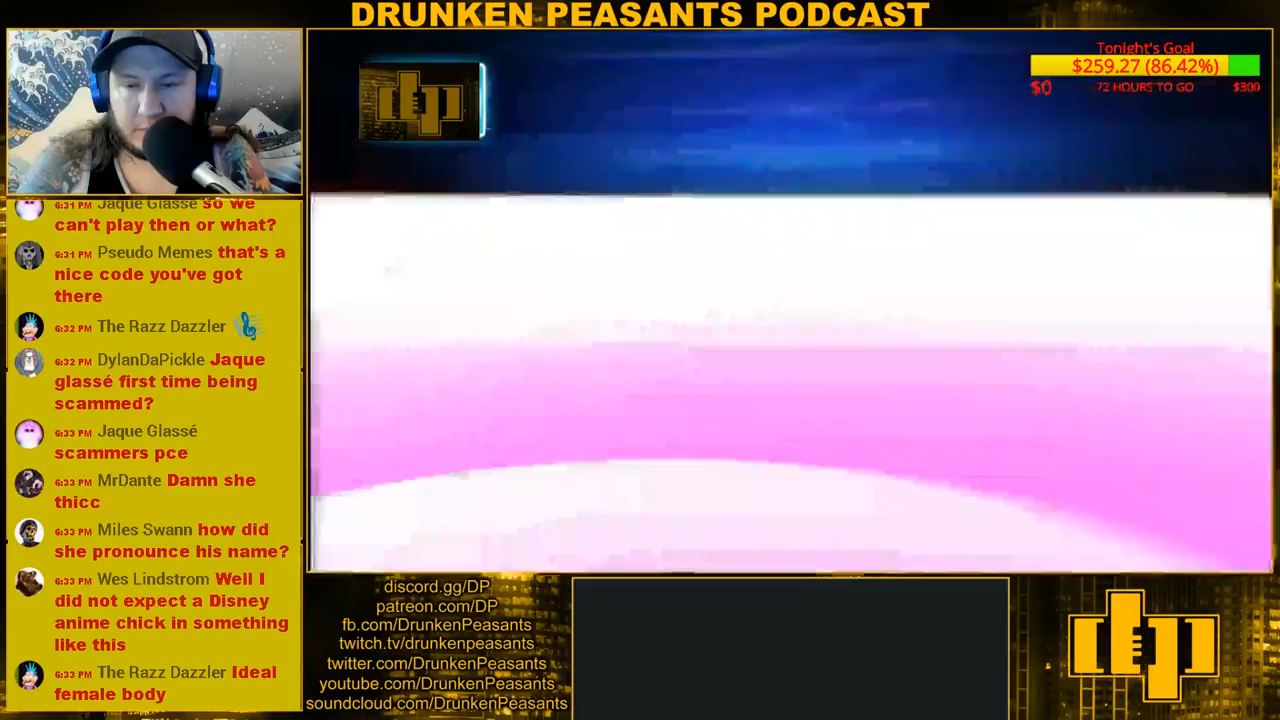 DRUNKEN PEASANTS PODCAST
Tonight's Goal
$259.27 (86.42%)
$0
-72 HOURS TO GO
$300
6:31 PM Jaque Glassé so we
can't play then or what?
6:31 PM Pseudo Memes that's a
nice code you've got
there
6:32 PM The Razz Dazzler
6:32 PM DylanDaPickle Jaque
glassé first time being
scammed?
6:33 PM Jaque Glassé
scammers pce
6:33 PM MrDante Damn she
thicc
6:33 PM Miles Swann how did
she pronounce his name?
6:33 PM Wes Lindstrom Well I
did not expect a Disney
anime chick in something
like this
6:33 PM The Razz Dazzler Ideal
female body
discord.gg/DP
patreon.com/DP
fb.com/DrunkenPeasants
twitch.tv/drunkenpeasants
twitter.com/DrunkenPeasants
youtube.com/DrunkenPeasants
soundcloud.com/DrunkenPeasants